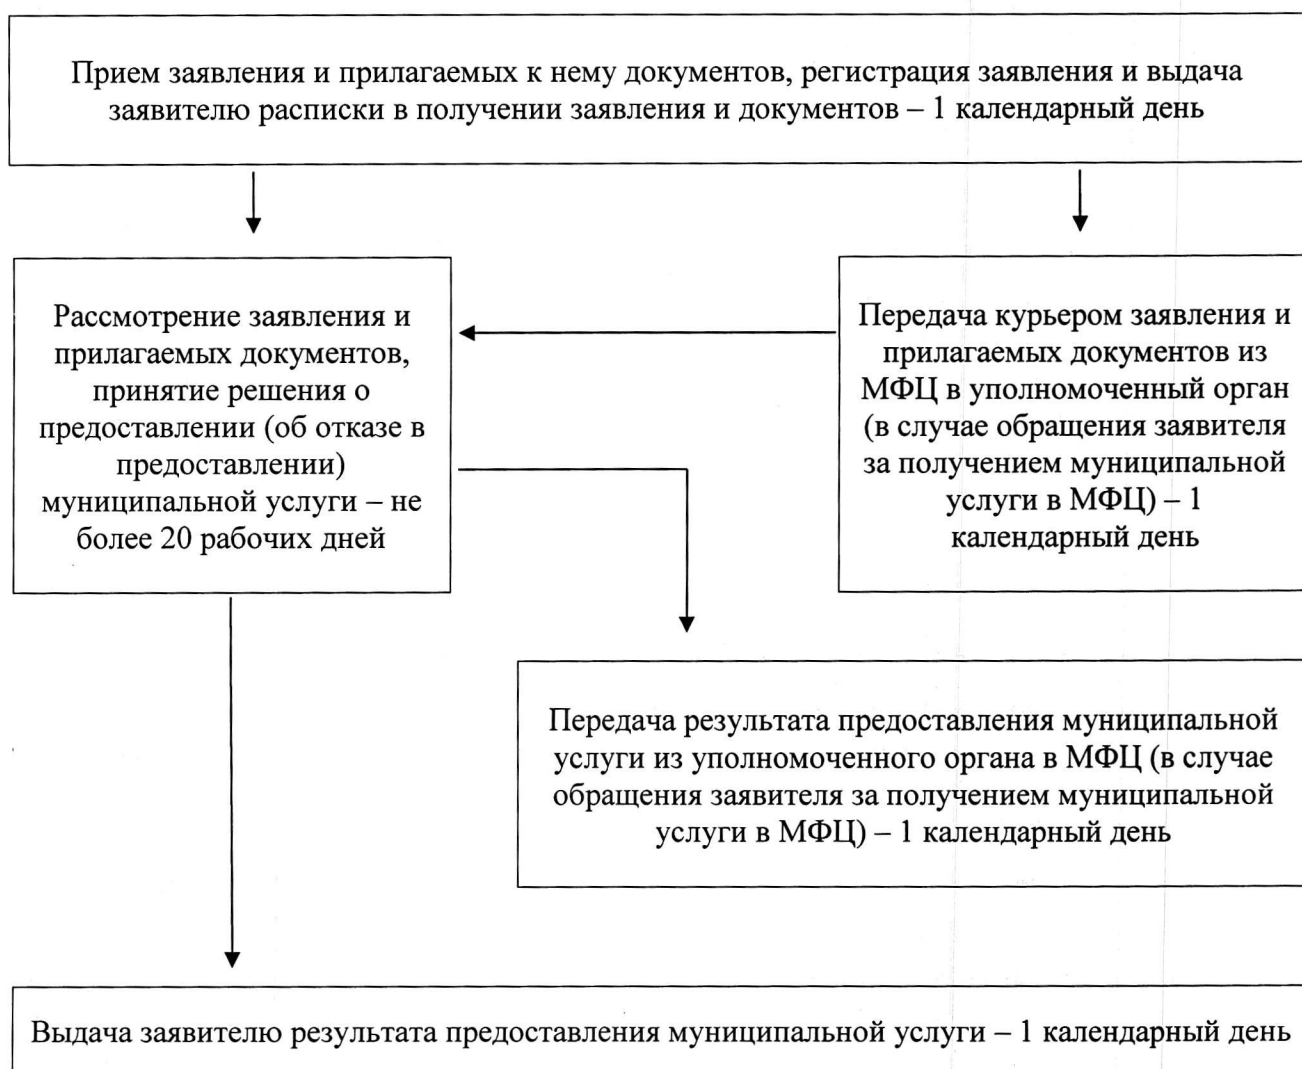 Прием заявления и прилагаемых к нему документов, регистрация заявления и выдача
заявителю расписки в получении заявления и документов – 1 календарный день
Рассмотрение заявления и
прилагаемых документов,
принятие решения о
предоставлении (об отказе в
предоставлении)
муниципальной услуги – не
более 20 рабочих дней
Передача курьером заявления и
прилагаемых документов из
МФЦ в уполномоченный орган
(в случае обращения заявителя
за получением муниципальной
услуги в МФЦ) – 1
календарный день
Передача результата предоставления муниципальной
услуги из уполномоченного органа в МФЦ (в случае
обращения заявителя за получением муниципальной
услуги в МФЦ) – 1 календарный день
Выдача заявителю результата предоставления муниципальной услуги – 1 календарный день